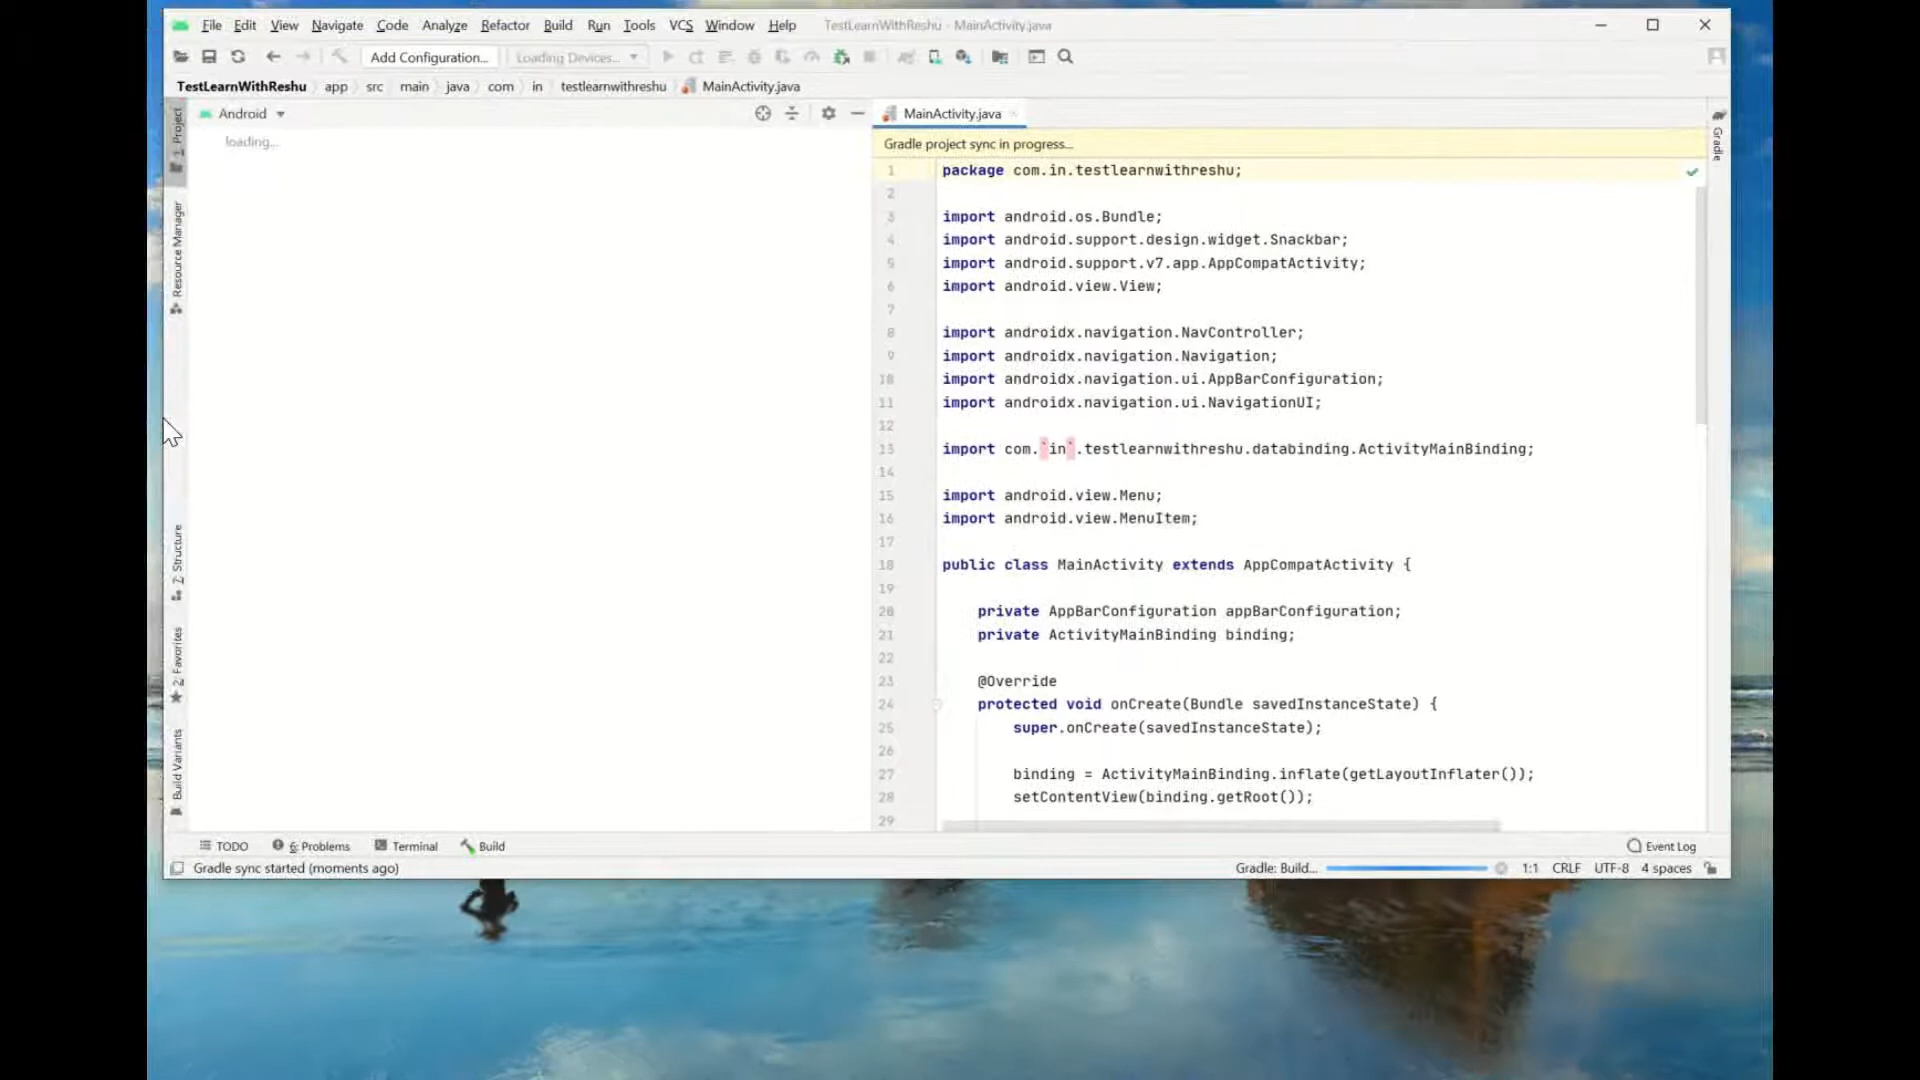 File Edit View Navigate Code Analyze Refactor Build Run Tools VCS Window Help TestLearnWithReshu - MainActivity.java
Add Configuration... Loading Devices...
TestLearnWithReshu app src main java com in testlearnwithreshu MainActivity.java
Android
MainActivity.java
loading...
Gradle project sync in progress...
1 package com.in.testlearnwithreshu;
2
3 import android.os.Bundle;
4 import android.support.design.widget.Snackbar;
5 import android.support.v7.app.AppCompatActivity;
6 import android.view.View;
7
8 import androidx.navigation.NavController;
9 import androidx.navigation.Navigation;
10 import androidx.navigation.ui.AppBarConfiguration;
11 import androidx.navigation.ui.NavigationUI;
12
13 import com.`in`.testlearnwithreshu.databinding.ActivityMainBinding;
14
15 import android.view.Menu;
16 import android.view.MenuItem;
17
18 public class MainActivity extends AppCompatActivity {
19
20 private AppBarConfiguration appBarConfiguration;
21 private ActivityMainBinding binding;
22
23 @Override
24 protected void onCreate(Bundle savedInstanceState) {
25 super.onCreate(savedInstanceState);
26
27 binding = ActivityMainBinding.inflate(getLayoutInflater());
28 setContentView(binding.getRoot());
29
1: Project
Resource Manager
7: Structure
2: Favorites
Build Variants
Gradle
TODO 6: Problems Terminal Build Event Log
Gradle sync started (moments ago) Gradle: Build... 1:1 CRLF UTF-8 4 spaces